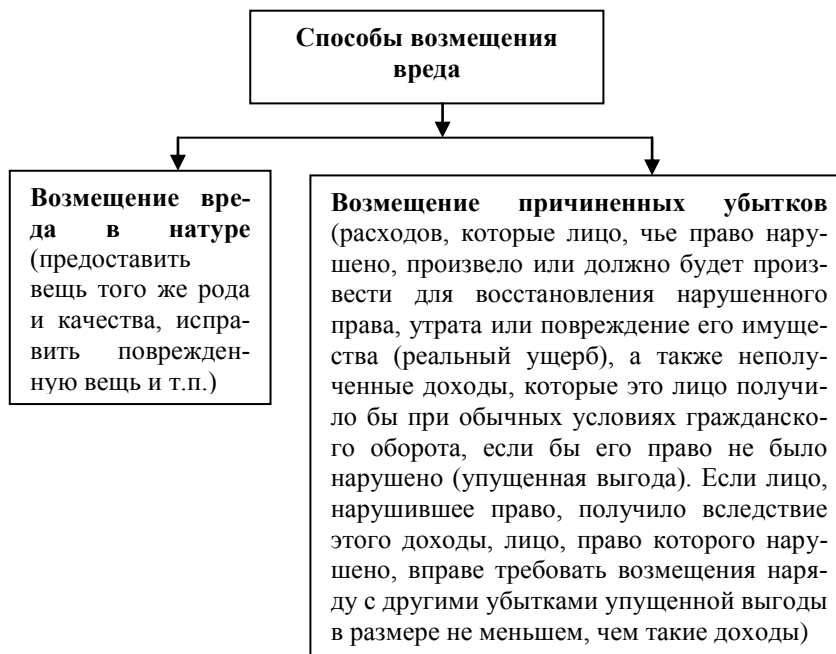 Способы возмещения
вреда
Возмещение вре-
да в натуре
(предоставить
вещь того же рода
и качества, испра-
вить поврежден-
ную вещь и т.п.)
Возмещение причиненных убытков
(расходов, которые лицо, чье право нару-
шено, произвело или должно будет произ-
вести для восстановления нарушенного
права, утрата или повреждение его имуще-
ства (реальный ущерб), а также неполу-
ченные доходы, которые это лицо получи-
ло бы при обычных условиях гражданско-
го оборота, если бы его право не было
нарушено (упущенная выгода). Если лицо,
нарушившее право, получило вследствие
этого доходы, лицо, право которого нару-
шено, вправе требовать возмещения наря-
ду с другими убытками упущенной выгоды
в размере не меньшем, чем такие доходы)